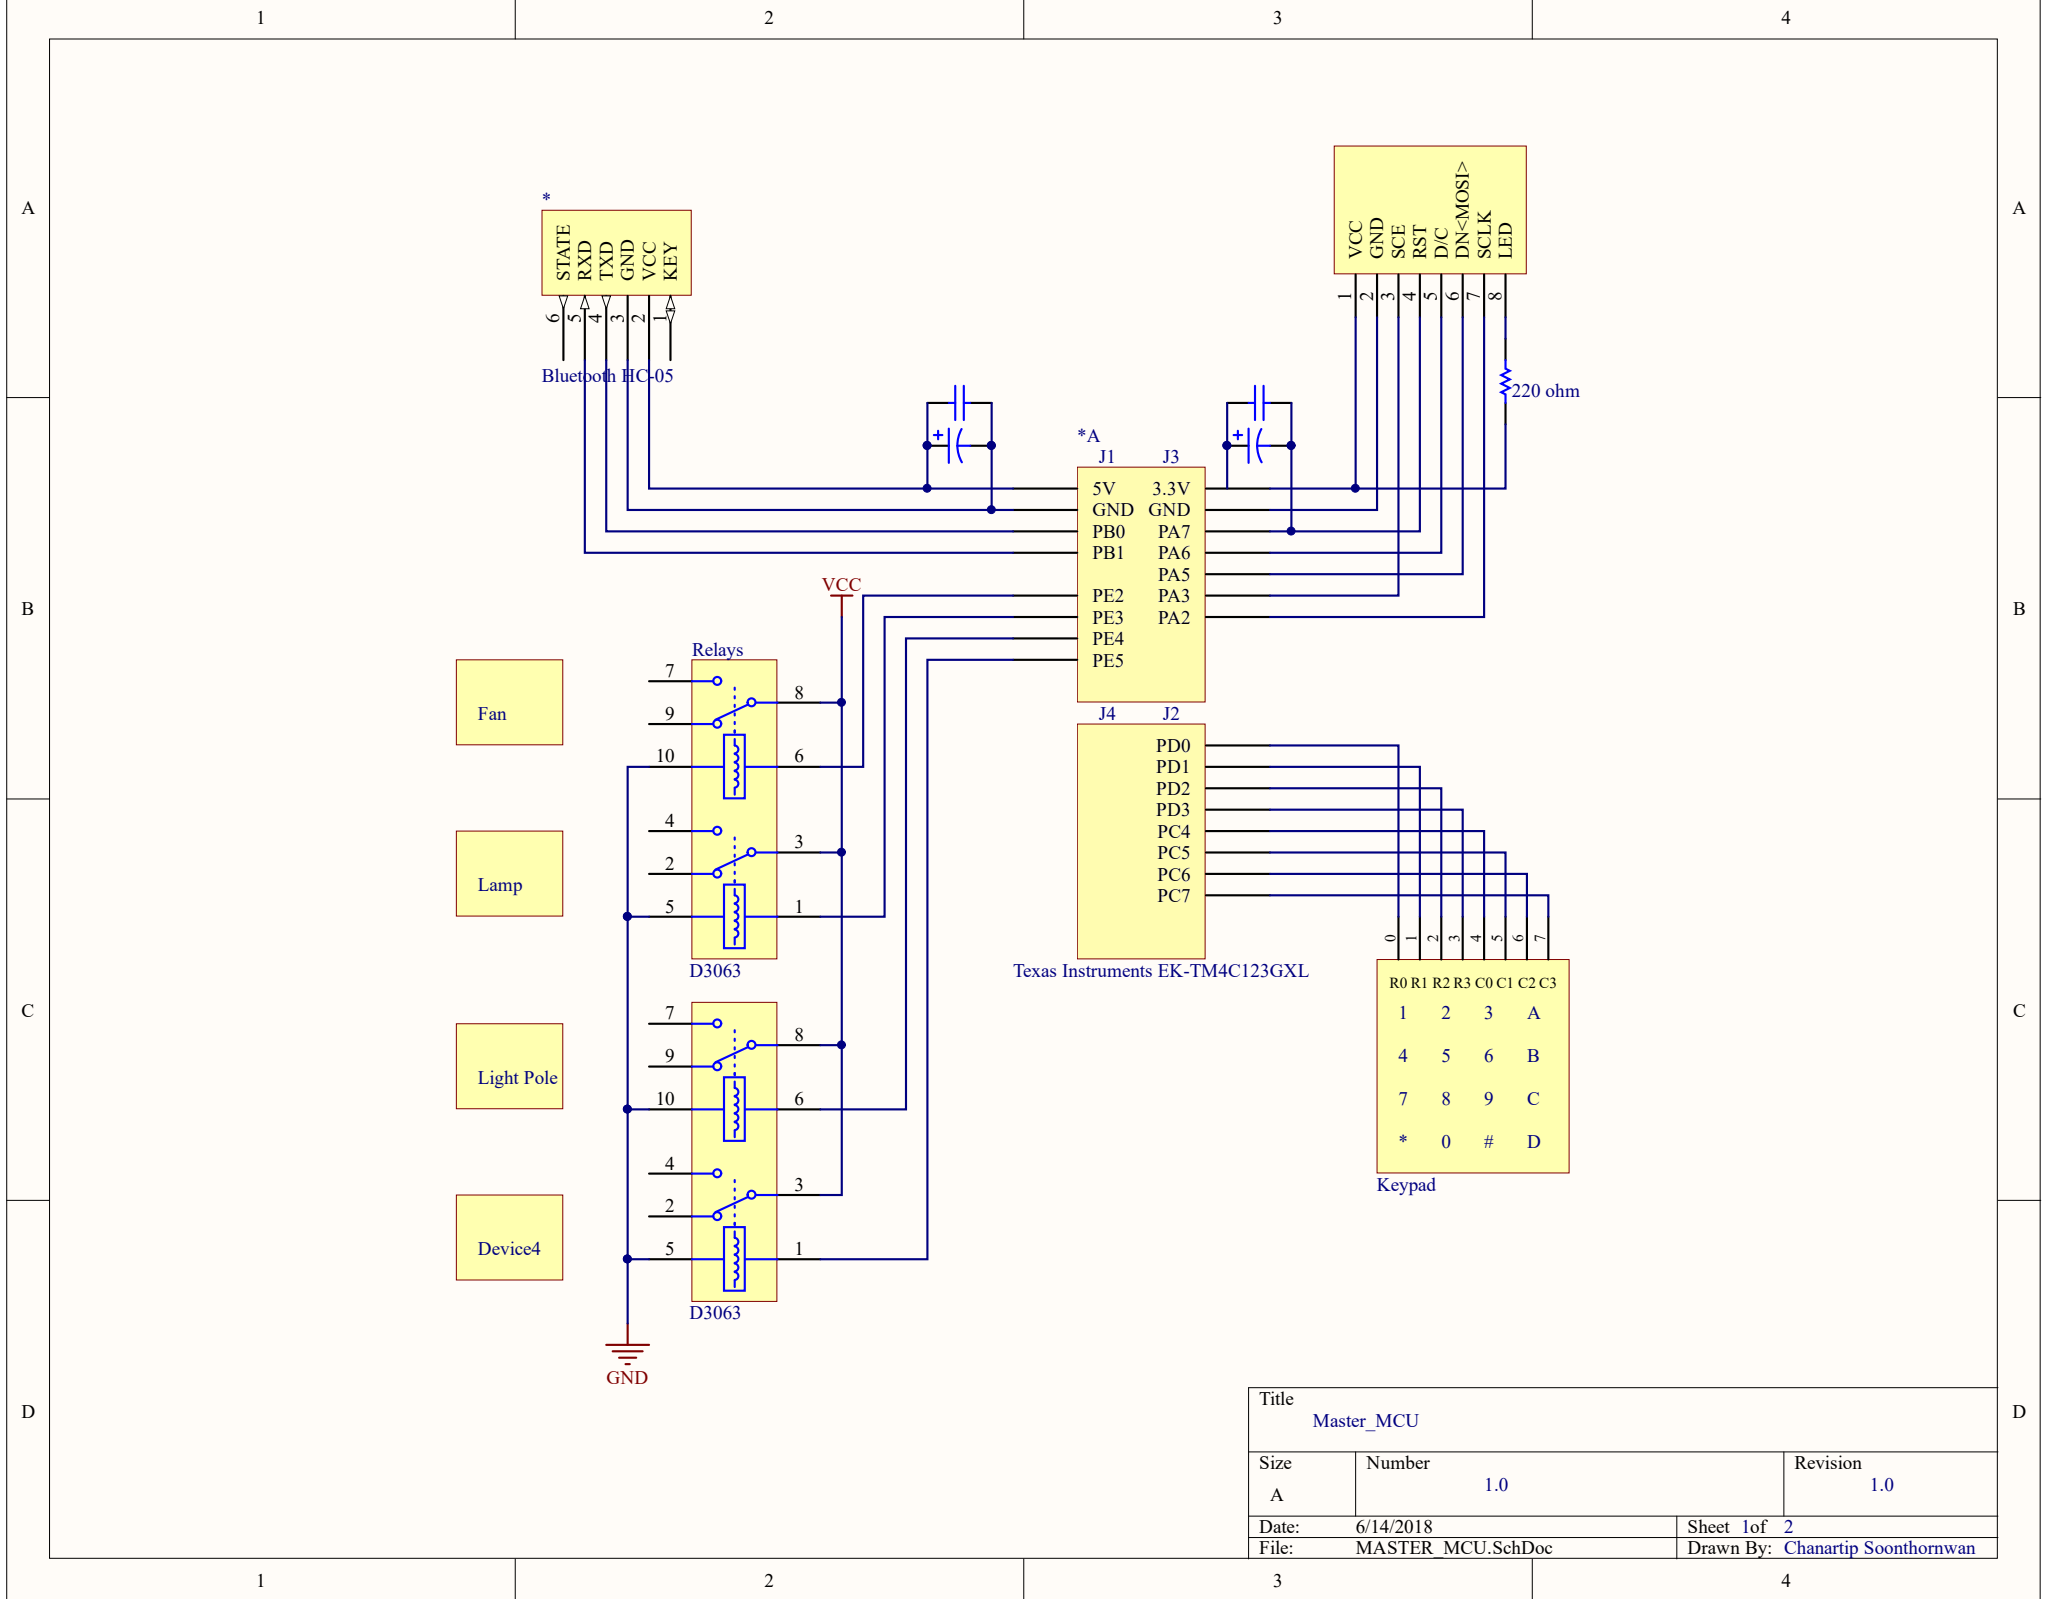 1 2 3 4
A A
B B
C C
D D
*
STATE
RXD
TXD
GND
VCC
KEY
6 5 4 3 2 1
Bluetooth HC-05
VCC
GND
SCE
RST
D/C
DN<MOSI>
SCLK
LED
1 2 3 4 5 6 7 8
220 ohm
+
+
*A
J1 J3
5V 3.3V
GND GND
PB0 PA7
PB1 PA6
PA5
PE2 PA3
PE3 PA2
PE4
PE5
J4 J2
PD0
PD1
PD2
PD3
PC4
PC5
PC6
PC7
Texas Instruments EK-TM4C123GXL
VCC
Relays
7
8
9
10 6
4
3
2
5 1
D3063
7
8
9
10 6
4
3
2
5 1
D3063
GND
Fan
Lamp
Light Pole
Device4
0 1 2 3 4 5 6 7
R0 R1 R2 R3 C0 C1 C2 C3
1 2 3 A
4 5 6 B
7 8 9 C
* 0 # D
Keypad
Title
Master_MCU
Size Number Revision
A 1.0 1.0
Date: 6/14/2018 Sheet 1of 2
File: MASTER_MCU.SchDoc Drawn By: Chanartip Soonthornwan
1 2 3 4